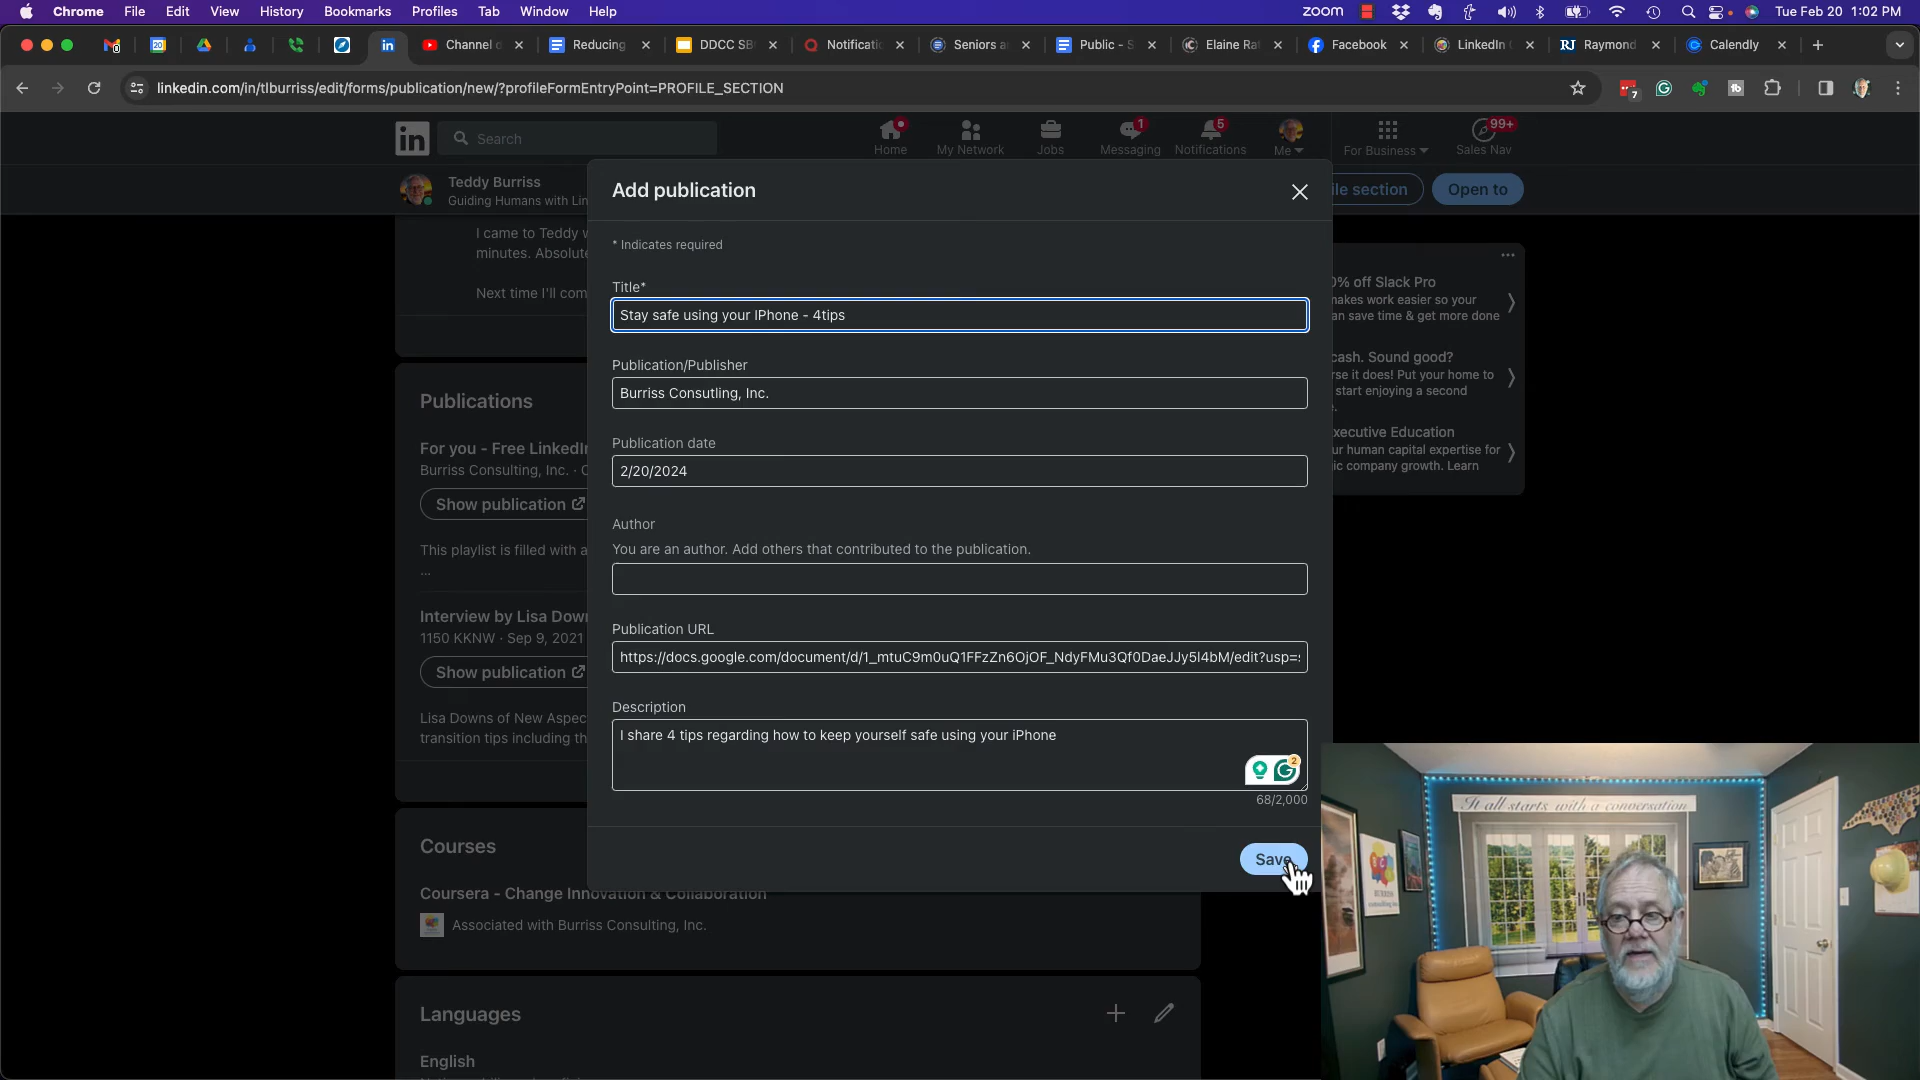 Chrome File Edit View History Bookmarks Profiles Tab Window Help zoom Tue Feb 20 1:02 PM
Channel Reducing DDCC SB Notificati Seniors a Public - S Elaine Ra Facebook LinkedIn RJ Raymond Calendly
linkedin.com/in/tlburriss/edit/forms/publication/new/?profileFormEntryPoint=PROFILE_SECTION 7
in Search Home My Network Jobs 1 Messaging 5 Notifications Me For Business 99+ Sales Nav
Teddy Burriss
Guiding Humans with Lin
ile section Open to
I came to Teddy w
minutes. Absolute
Next time I'll com
Add publication
* Indicates required
Title*
Stay safe using your IPhone - 4tips
Publication/Publisher
Burriss Consutling, Inc.
Publication date
2/20/2024
Author
You are an author. Add others that contributed to the publication.
Publication URL
https://docs.google.com/document/d/1_mtuC9m0uQ1FFzZn6OjOF_NdyFMu3Qf0DaeJJy5l4bM/edit?usp=s
Description
I share 4 tips regarding how to keep yourself safe using your iPhone
2
68/2,000
Save
Publications
For you - Free LinkedIn
Burriss Consulting, Inc. · O
Show publication
This playlist is filled with a
...
Interview by Lisa Down
1150 KKNW · Sep 9, 2021
Show publication
Lisa Downs of New Aspec
transition tips including th
0% off Slack Pro
makes work easier so your
an save time & get more done
cash. Sound good?
rse it does! Put your home to
start enjoying a second
e.
xecutive Education
ur human capital expertise for
ic company growth. Learn
Courses
Coursera - Change Innovation & Collaboration
Associated with Burriss Consulting, Inc.
Languages
English
It all starts with a conversation